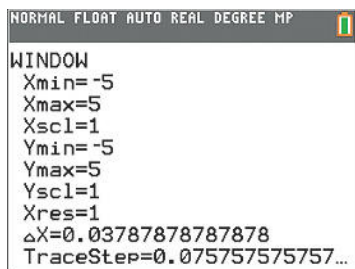 NORMAL FLOAT AUTO REAL DEGREE MP
WINDOW
Xmin=-5
Xmax=5
Xscl=1
Ymin=-5
Ymax=5
Yscl=1
Xres=1
△X=0.03787878787878
TraceStep=0.075757575757…